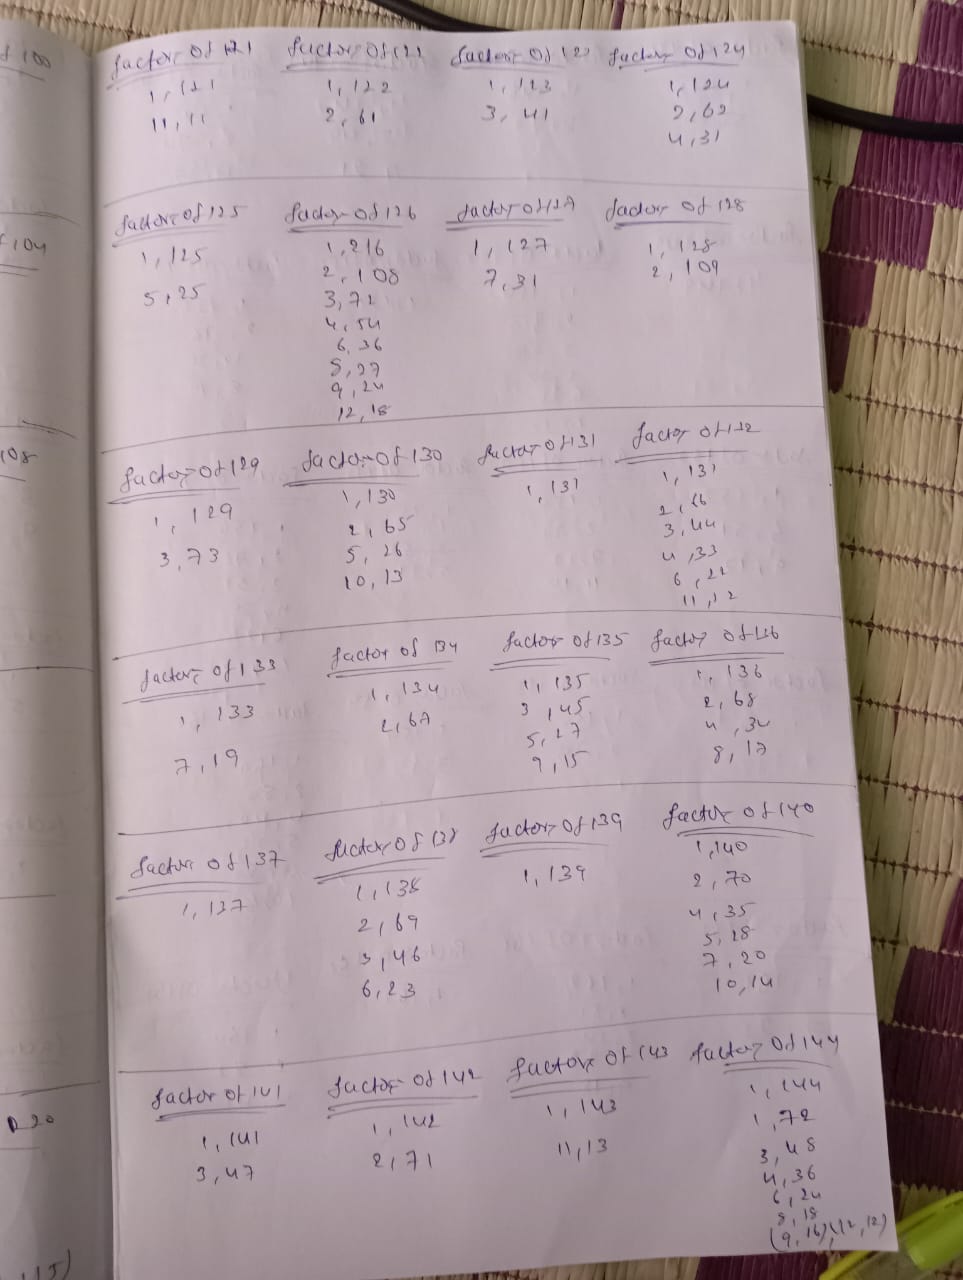 f 100
f 104
108
20
115)
factor of 121
1, 121
11, 11
factor of 121
1, 122
2, 61
factor of 123
1, 123
3, 41
factor of 124
1, 124
2, 62
4, 31
factor of 125
1, 125
5, 25
factor of 126
1, 216
2, 108
3, 72
4, 54
6, 36
8, 27
9, 24
12, 18
factor of 127
1, 127
7, 31
factor of 128
1, 128
2, 109
factor of 129
1, 129
3, 73
factor of 130
1, 130
2, 65
5, 26
10, 13
factor of 131
1, 131
factor of 132
1, 131
2, 66
3, 44
4, 33
6, 22
11, 12
factor of 133
1, 133
7, 19
factor of 134
1, 134
2, 67
factor of 135
1, 135
3, 45
5, 27
9, 15
factor of 136
1, 136
2, 68
4, 34
8, 17
factor of 137
1, 137
factor of 138
1, 138
2, 69
3, 46
6, 23
factor of 139
1, 139
factor of 140
1, 140
2, 70
4, 35
5, 28
7, 20
10, 14
factor of 141
1, 141
3, 47
factor of 142
1, 142
2, 71
factor of 143
1, 143
11, 13
factor of 144
1, 144
1, 72
3, 48
4, 36
6, 24
8, 18
(9, 16), (12, 12)